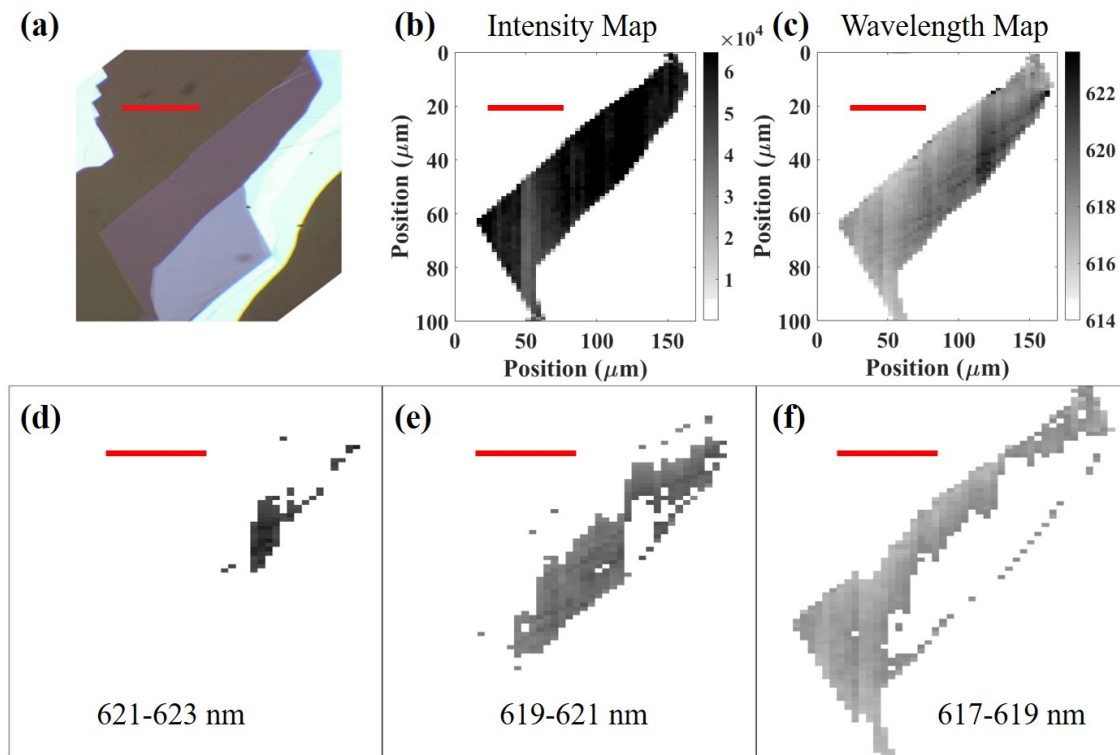 (a)
(b) Intensity Map
(c) Wavelength Map
×10⁴
0
20
40
60
80
100
Position (μm)
0 50 100 150
Position (μm)
6
5
4
3
2
1
0
20
40
60
80
100
Position (μm)
0 50 100 150
Position (μm)
622
620
618
616
614
(d)
(e)
(f)
621-623 nm
619-621 nm
617-619 nm